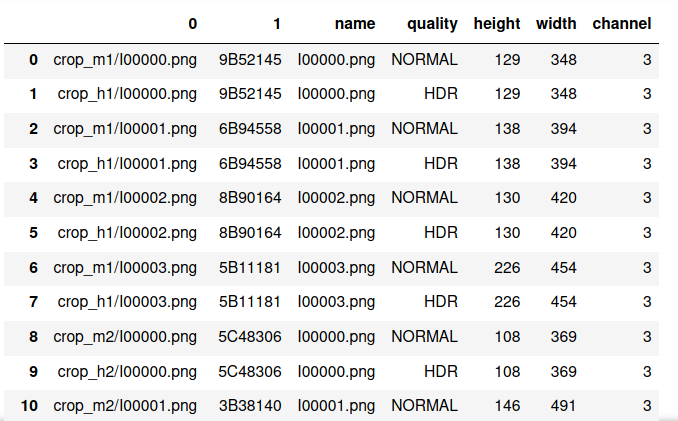 0 1 name quality height width channel
0 crop_m1/I00000.png 9B52145 I00000.png NORMAL 129 348 3
1 crop_h1/I00000.png 9B52145 I00000.png HDR 129 348 3
2 crop_m1/I00001.png 6B94558 I00001.png NORMAL 138 394 3
3 crop_h1/I00001.png 6B94558 I00001.png HDR 138 394 3
4 crop_m1/I00002.png 8B90164 I00002.png NORMAL 130 420 3
5 crop_h1/I00002.png 8B90164 I00002.png HDR 130 420 3
6 crop_m1/I00003.png 5B11181 I00003.png NORMAL 226 454 3
7 crop_h1/I00003.png 5B11181 I00003.png HDR 226 454 3
8 crop_m2/I00000.png 5C48306 I00000.png NORMAL 108 369 3
9 crop_h2/I00000.png 5C48306 I00000.png HDR 108 369 3
10 crop_m2/I00001.png 3B38140 I00001.png NORMAL 146 491 3